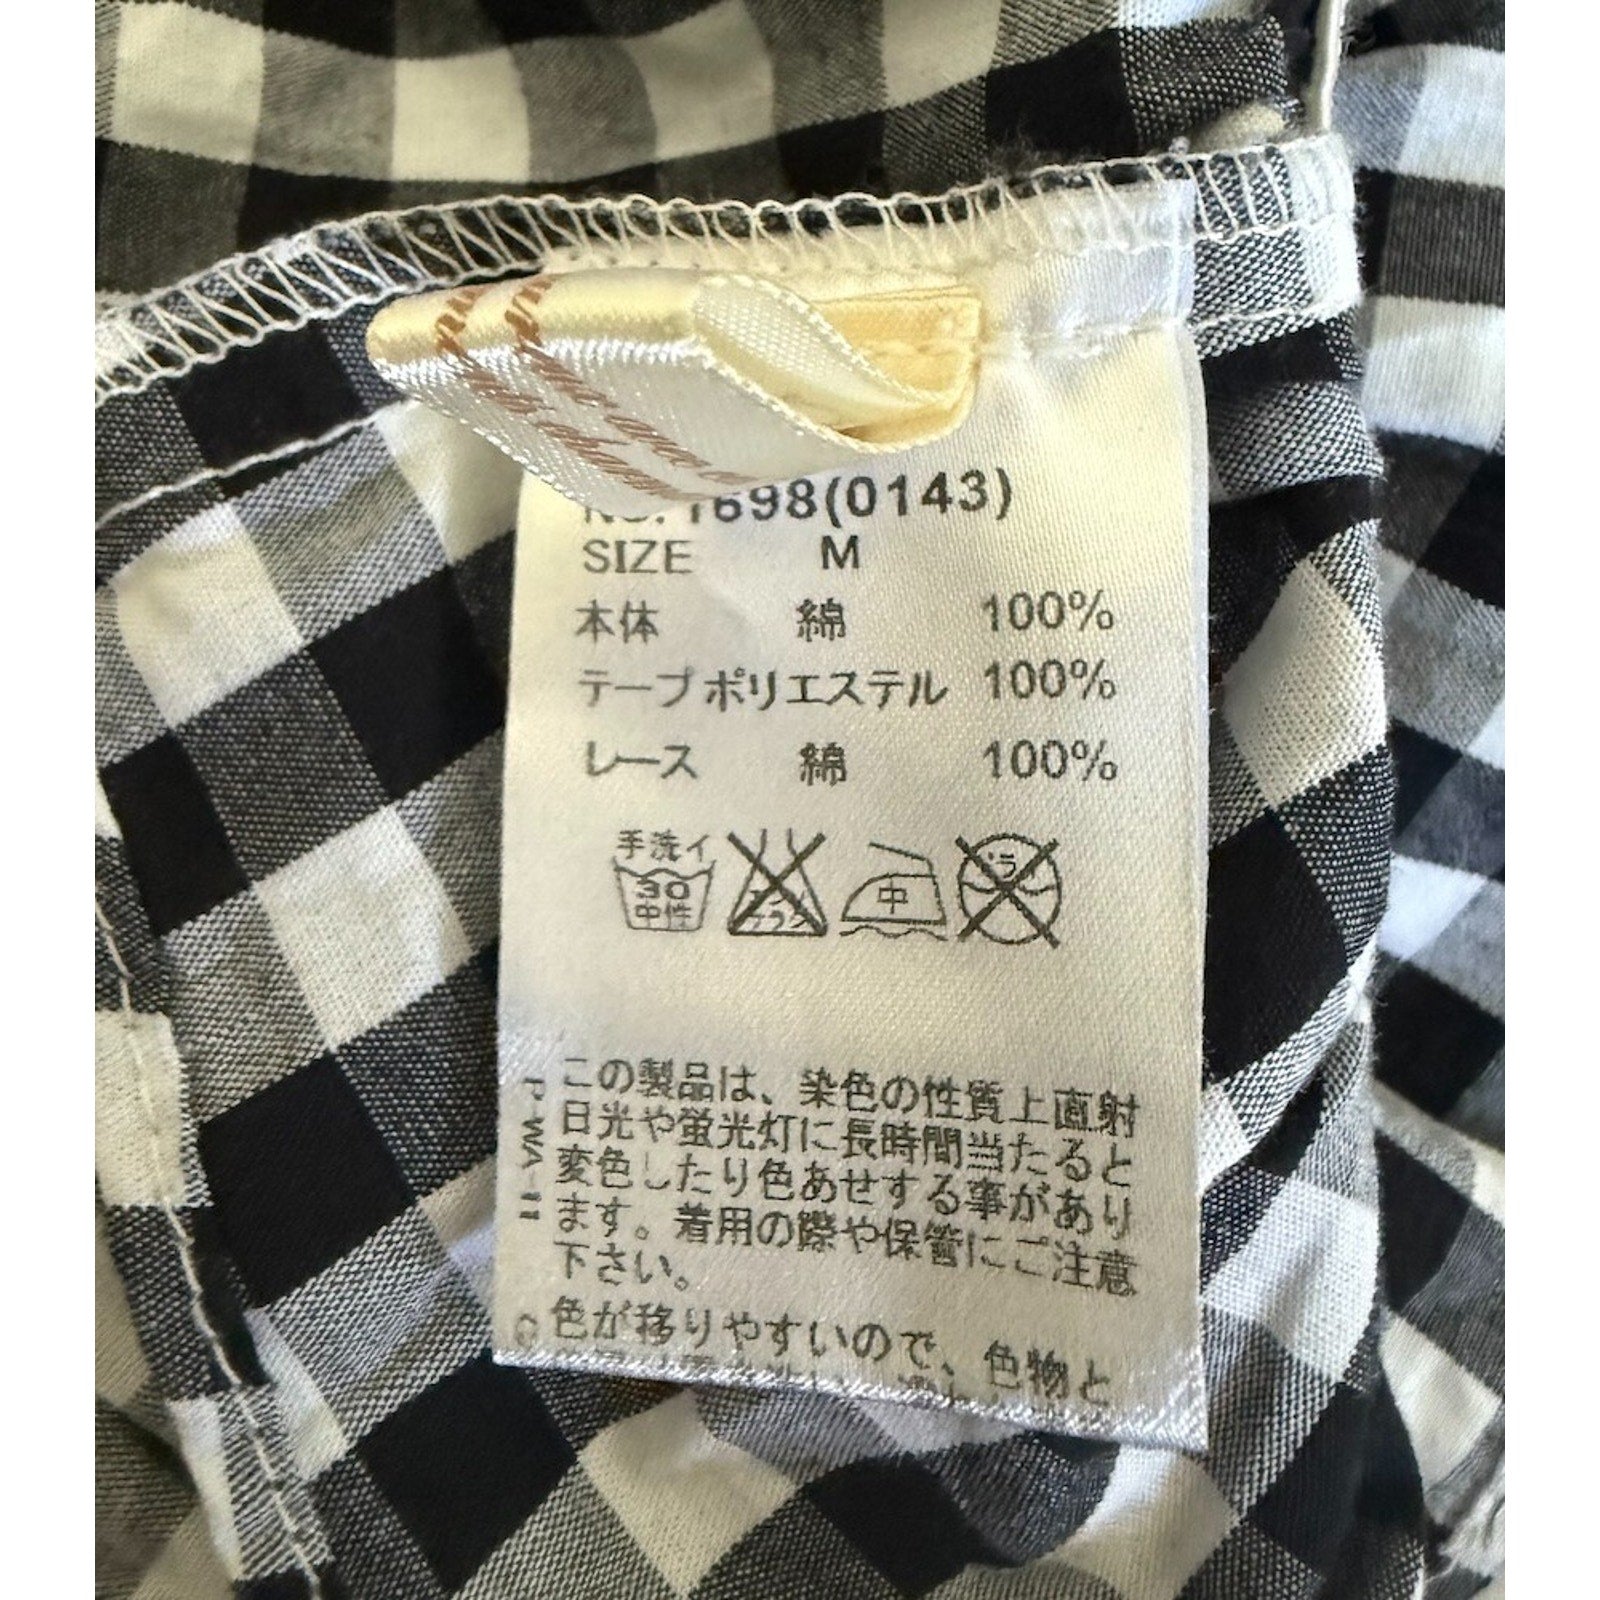 1698(0143)
SIZE M
本体 綿 100%
テープポリエステル 100%
レース 綿 100%
手洗イ
30
中性
中
この製品は、染色の性質上直射
日光や蛍光灯に長時間当たると
変色したり色あせする事があり
ます。着用の際や保管にご注意
下さい。
色が移りやすいので、色物と
P-WA-11